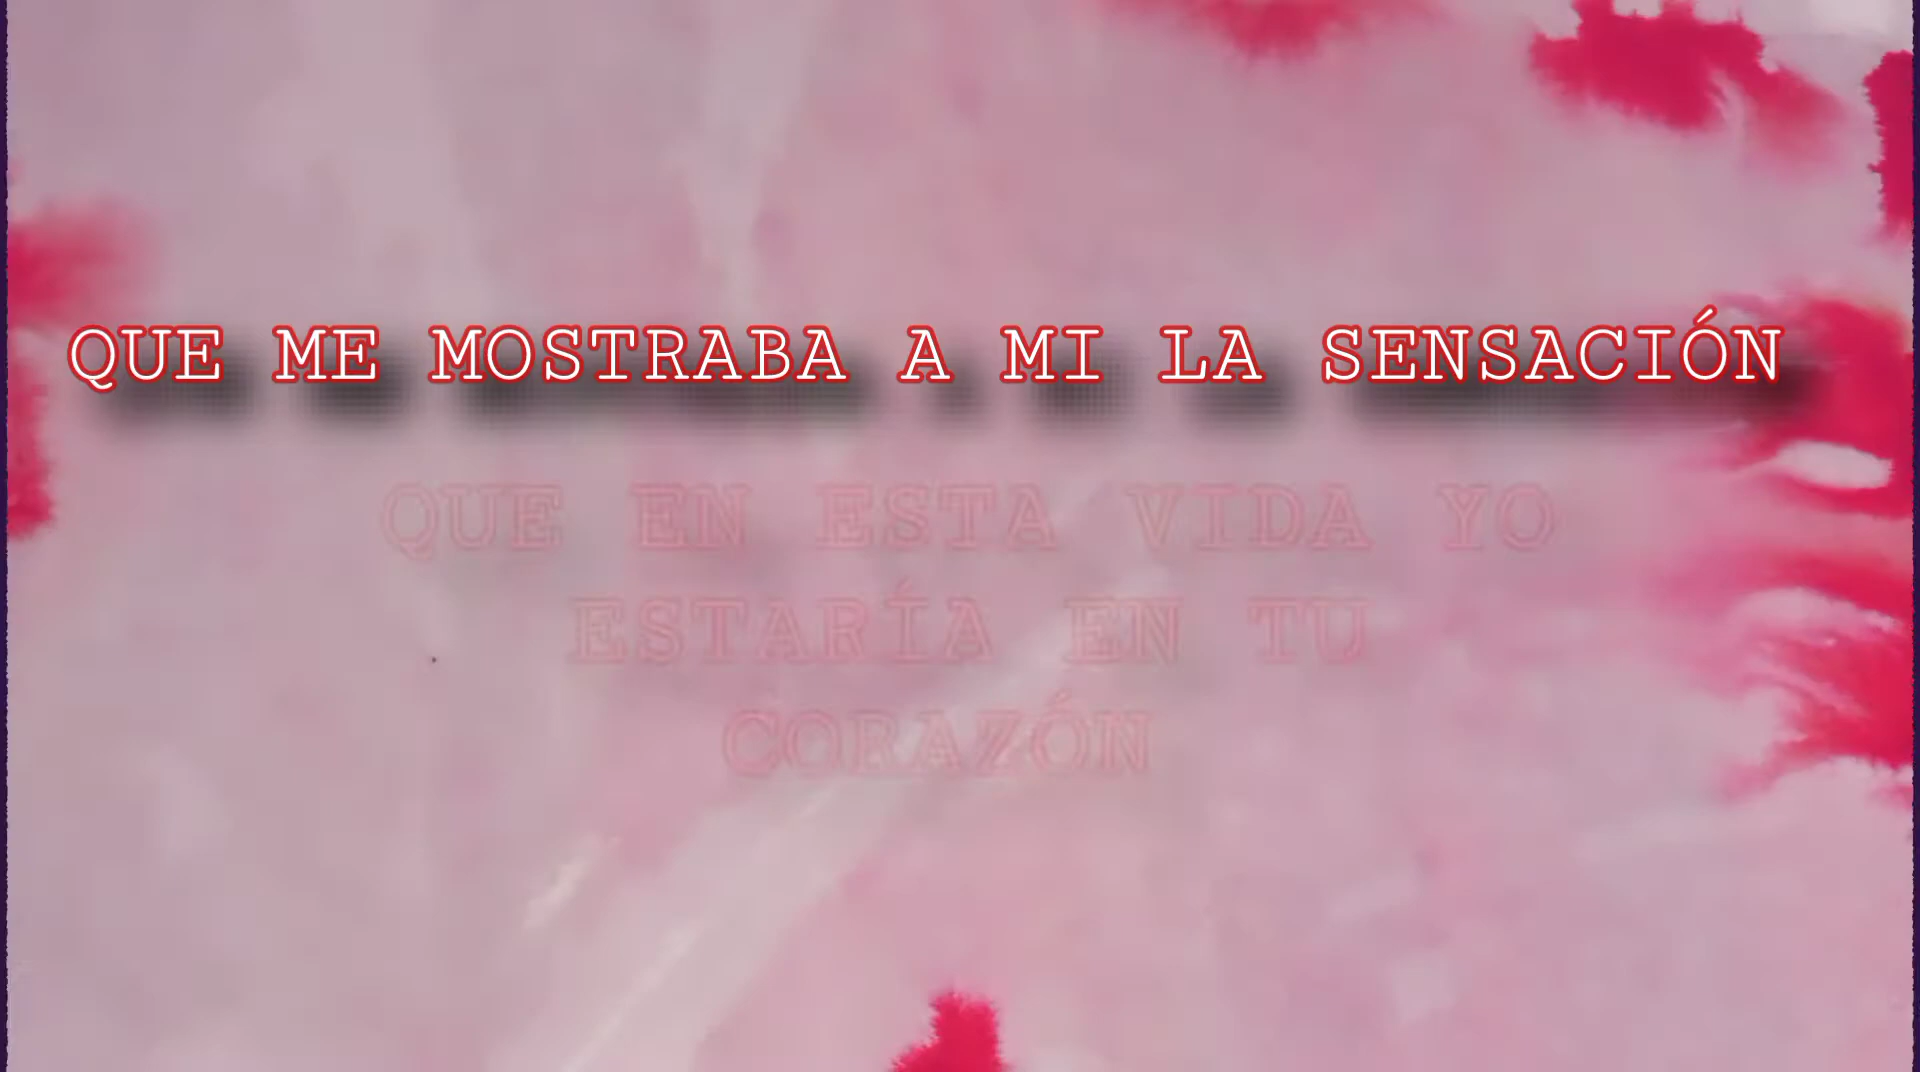 QUE ME MOSTRABA A MI LA SENSACIÓN
QUE EN ESTA VIDA YO
ESTARÍA EN TU
CORAZÓN